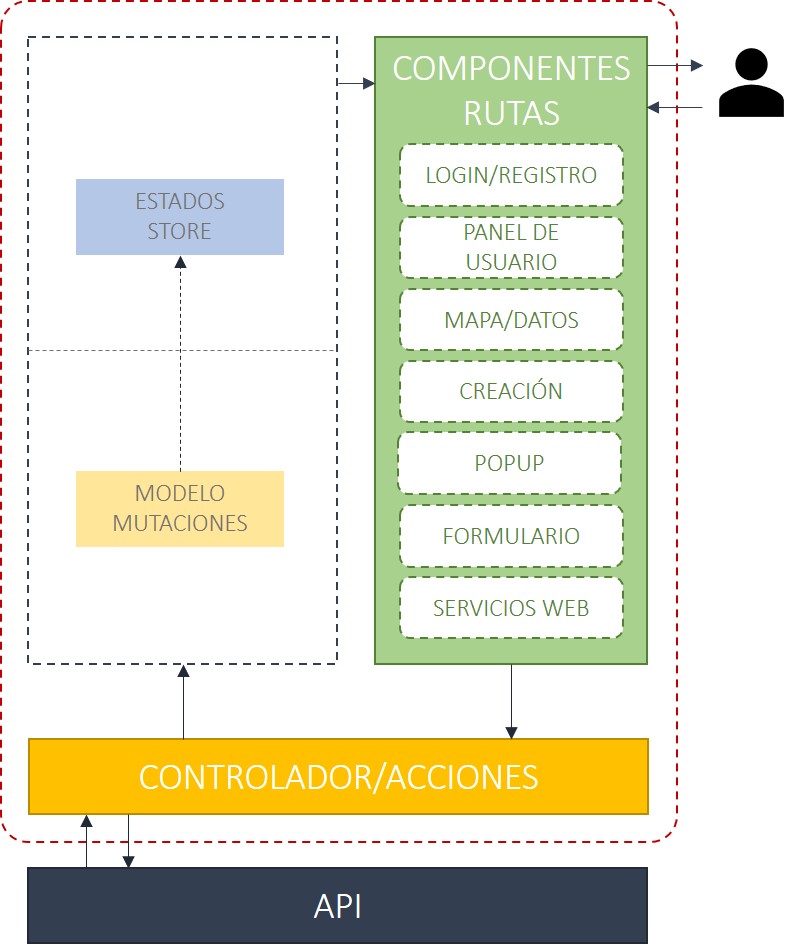 COMPONENTES
RUTAS
LOGIN/REGISTRO
PANEL DE
USUARIO
MAPA/DATOS
CREACIÓN
POPUP
FORMULARIO
SERVICIOS WEB
ESTADOS
STORE
MODELO
MUTACIONES
CONTROLADOR/ACCIONES
API